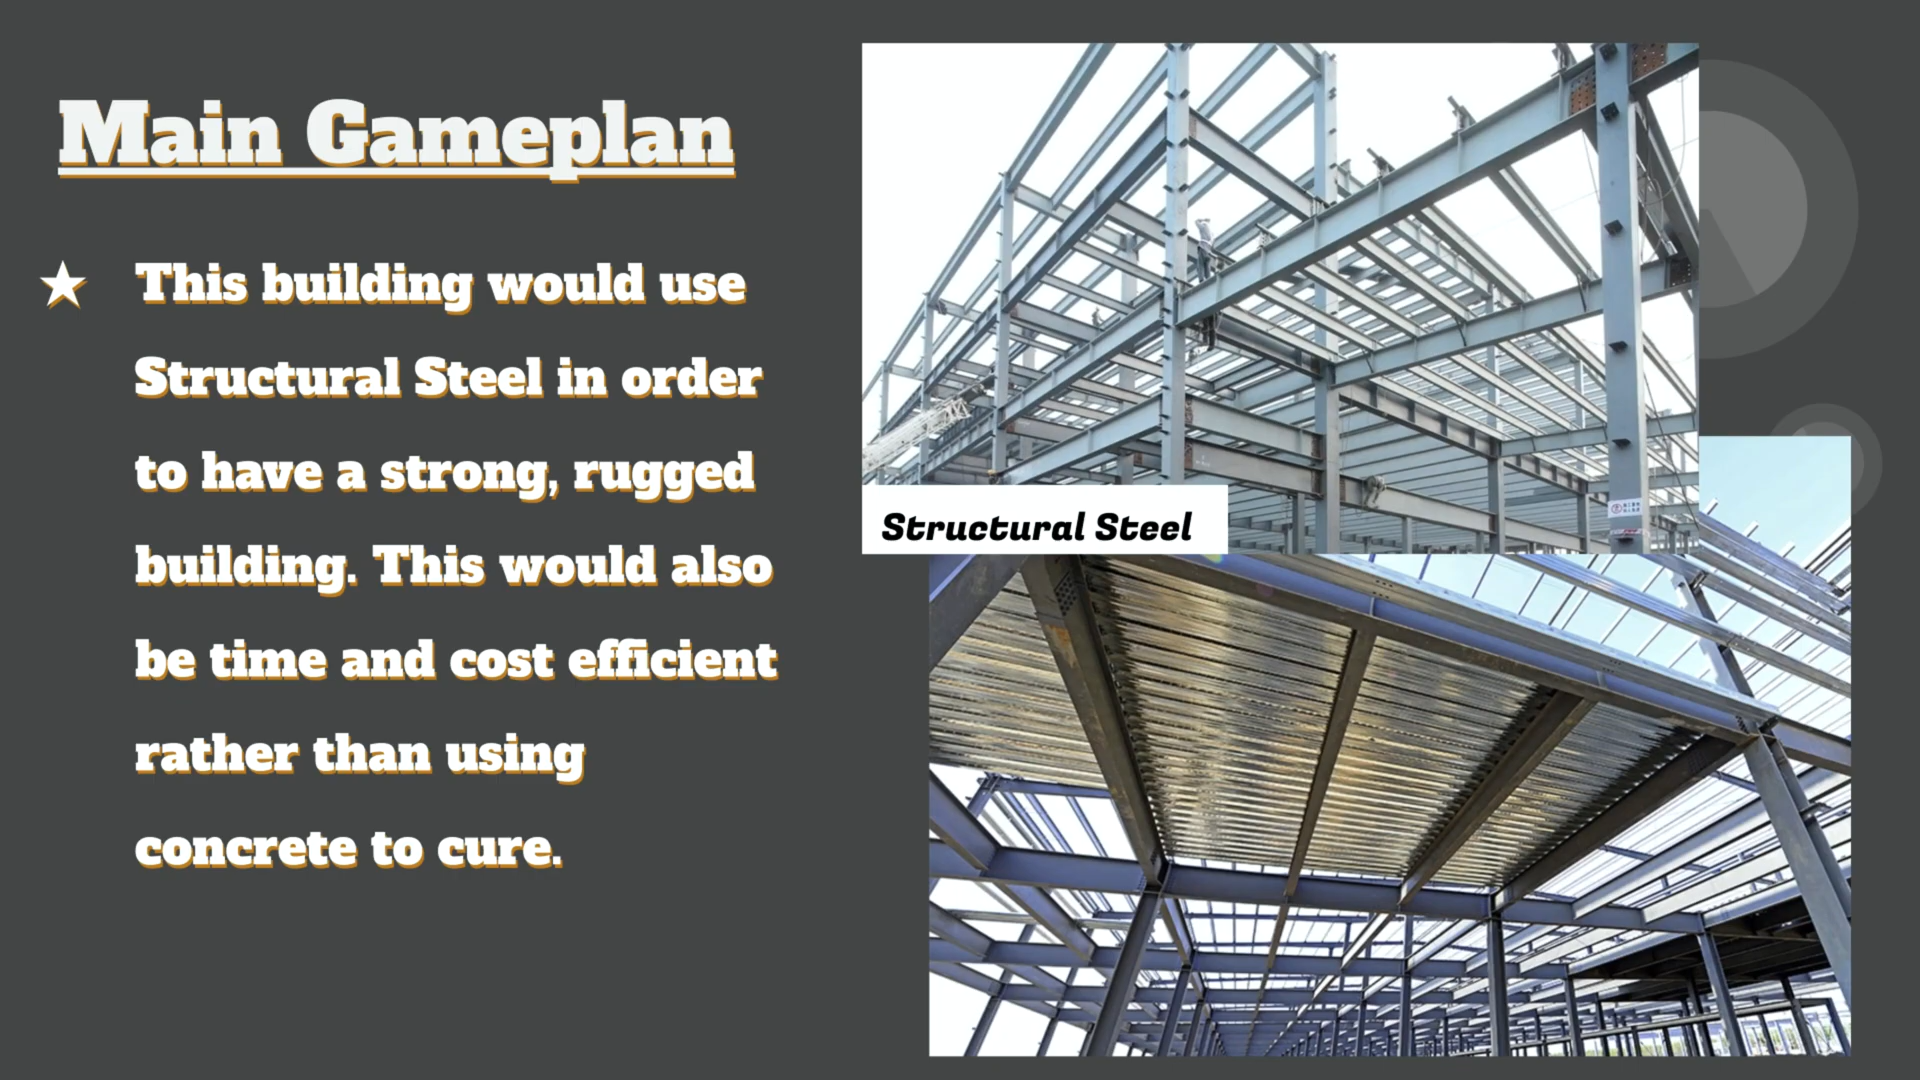 Main Gameplan
★ This building would use
Structural Steel in order
to have a strong, rugged
building. This would also
be time and cost efficient
rather than using
concrete to cure.
Structural Steel